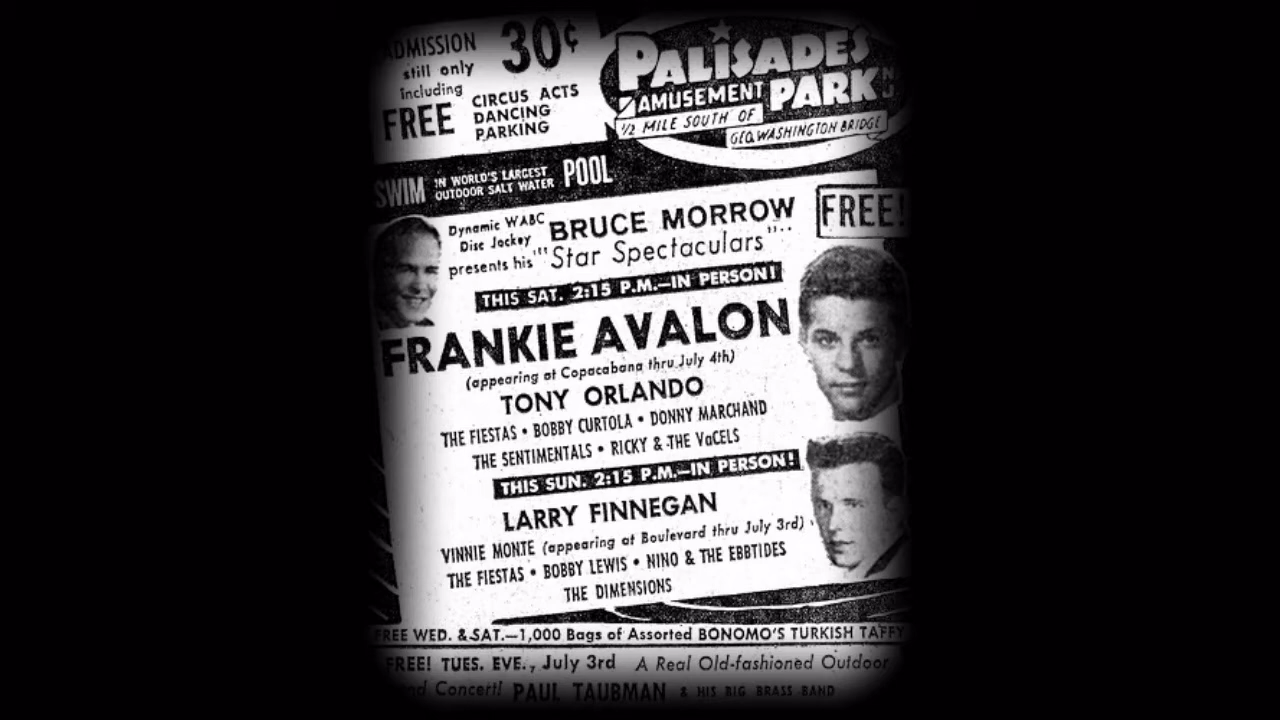 ADMISSION 30¢
still only
including
FREE
CIRCUS ACTS
DANCING
PARKING
PALISADES
AMUSEMENT PARK N.J.
1/2 MILE SOUTH OF
GEO. WASHINGTON BRIDGE
SWIM IN WORLD'S LARGEST
OUTDOOR SALT WATER POOL
Dynamic WABC
Disc Jockey
BRUCE MORROW
FREE!
presents his "Star Spectaculars"
THIS SAT. 2:15 P.M.—IN PERSON!
FRANKIE AVALON
(appearing at Copacabana thru July 4th)
TONY ORLANDO
THE FIESTAS • BOBBY CURTOLA • DONNY MARCHAND
THE SENTIMENTALS • RICKY & THE VaCELS
THIS SUN. 2:15 P.M.—IN PERSON!
LARRY FINNEGAN
VINNIE MONTE (appearing at Boulevard thru July 3rd)
THE FIESTAS • BOBBY LEWIS • NINO & THE EBBTIDES
THE DIMENSIONS
FREE WED. & SAT.—1,000 Bags of Assorted BONOMO'S TURKISH TAFFY
FREE! TUES. EVE., July 3rd A Real Old-fashioned Outdoor
Concert! PAUL TAUBMAN & HIS BIG BRASS BAND